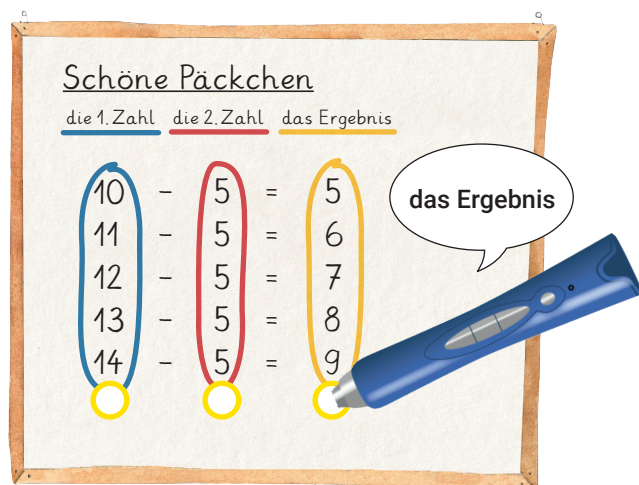 Schöne Päckchen
die 1. Zahl die 2. Zahl das Ergebnis
10 - 5 = 5
11 - 5 = 6
12 - 5 = 7
13 - 5 = 8
14 - 5 = 9
das Ergebnis